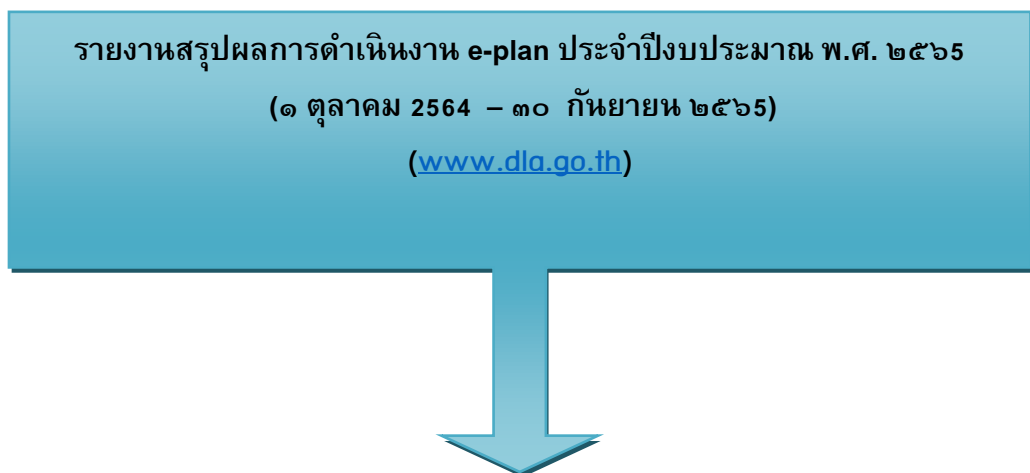 รายงานสรุปผลการดำเนินงาน e-plan ประจำปีงบประมาณ พ.ศ. ๒๕๖5
(๑ ตุลาคม 2564 – ๓๐ กันยายน ๒๕๖5)
(www.dla.go.th)